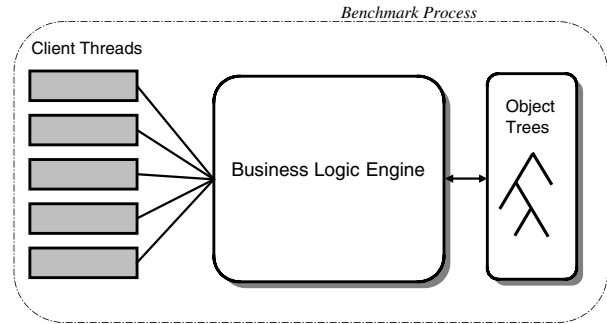 Benchmark Process
Client Threads
Business Logic Engine
Object
Trees